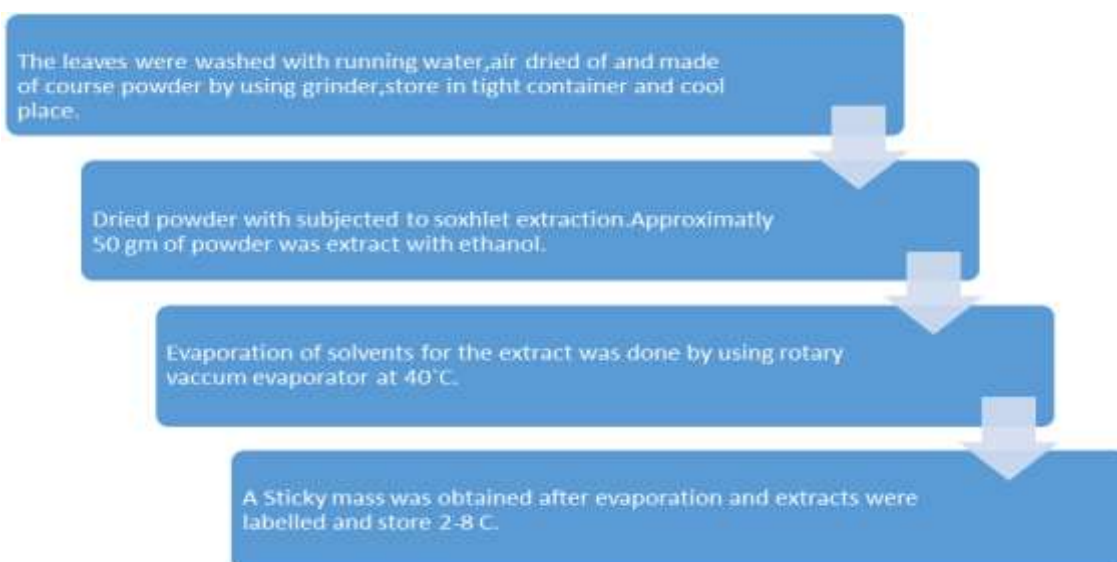 The leaves were washed with running water,air dried of and made
of course powder by using grinder,store in tight container and cool
place.
Dried powder with subjected to soxhlet extraction.Approximatly
50 gm of powder was extract with ethanol.
Evaporation of solvents for the extract was done by using rotary
vaccum evaporator at 40°C.
A Sticky mass was obtained after evaporation and extracts were
labelled and store 2-8 C.